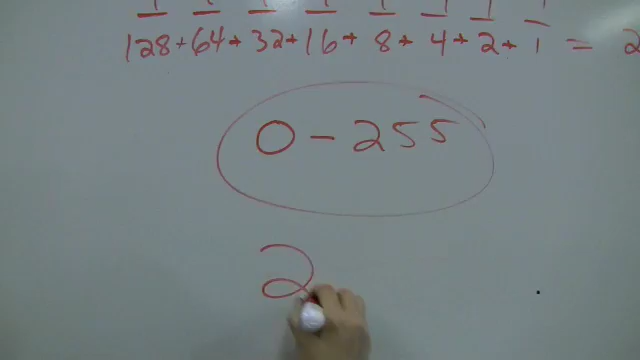 1 1 1 1 1 1 1 1
128+64+32+16+8+4+2+1 = 2
0-255
2